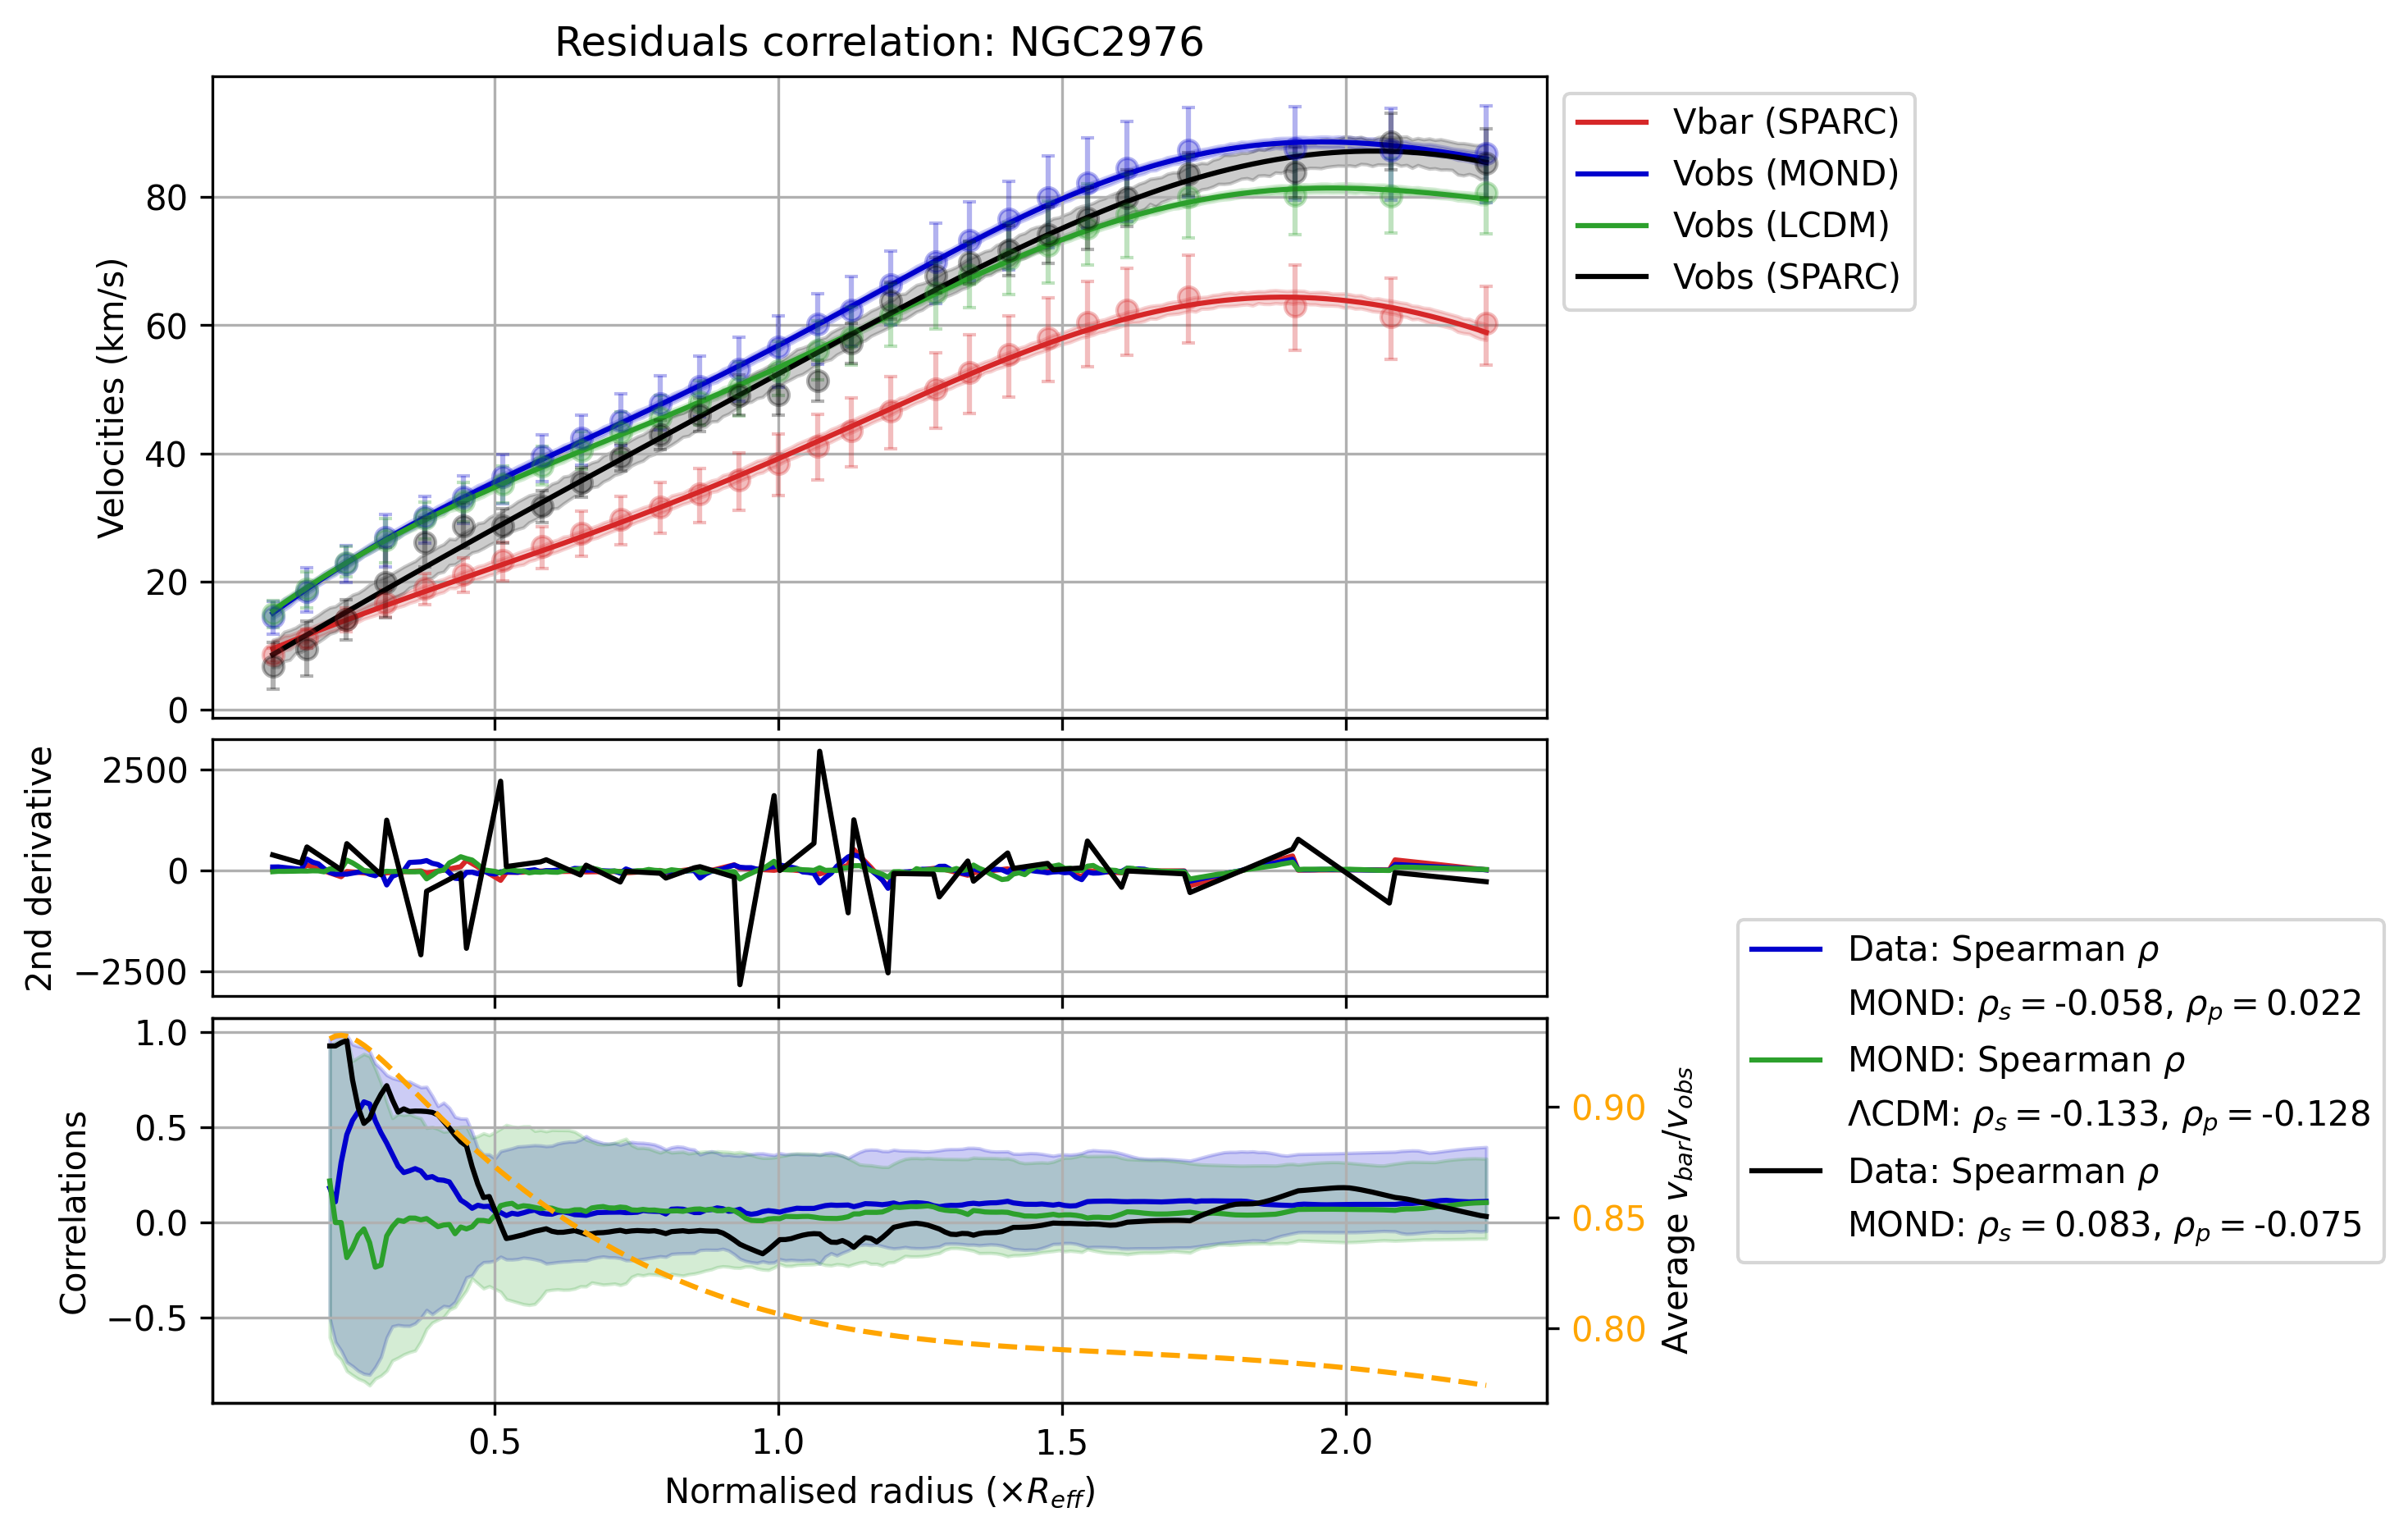 Residuals correlation: NGC2976
Velocities (km/s)
80
60
40
20
0
Vbar (SPARC)
Vobs (MOND)
Vobs (LCDM)
Vobs (SPARC)
2nd derivative
2500
0
−2500
Correlations
1.0
0.5
0.0
−0.5
0.90
0.85
0.80
Average v_bar/v_obs
0.5 1.0 1.5 2.0
Normalised radius (×R_eff)
Data: Spearman ρ
MOND: ρ_s = -0.058, ρ_p = 0.022
MOND: Spearman ρ
ΛCDM: ρ_s = -0.133, ρ_p = -0.128
Data: Spearman ρ
MOND: ρ_s = 0.083, ρ_p = -0.075